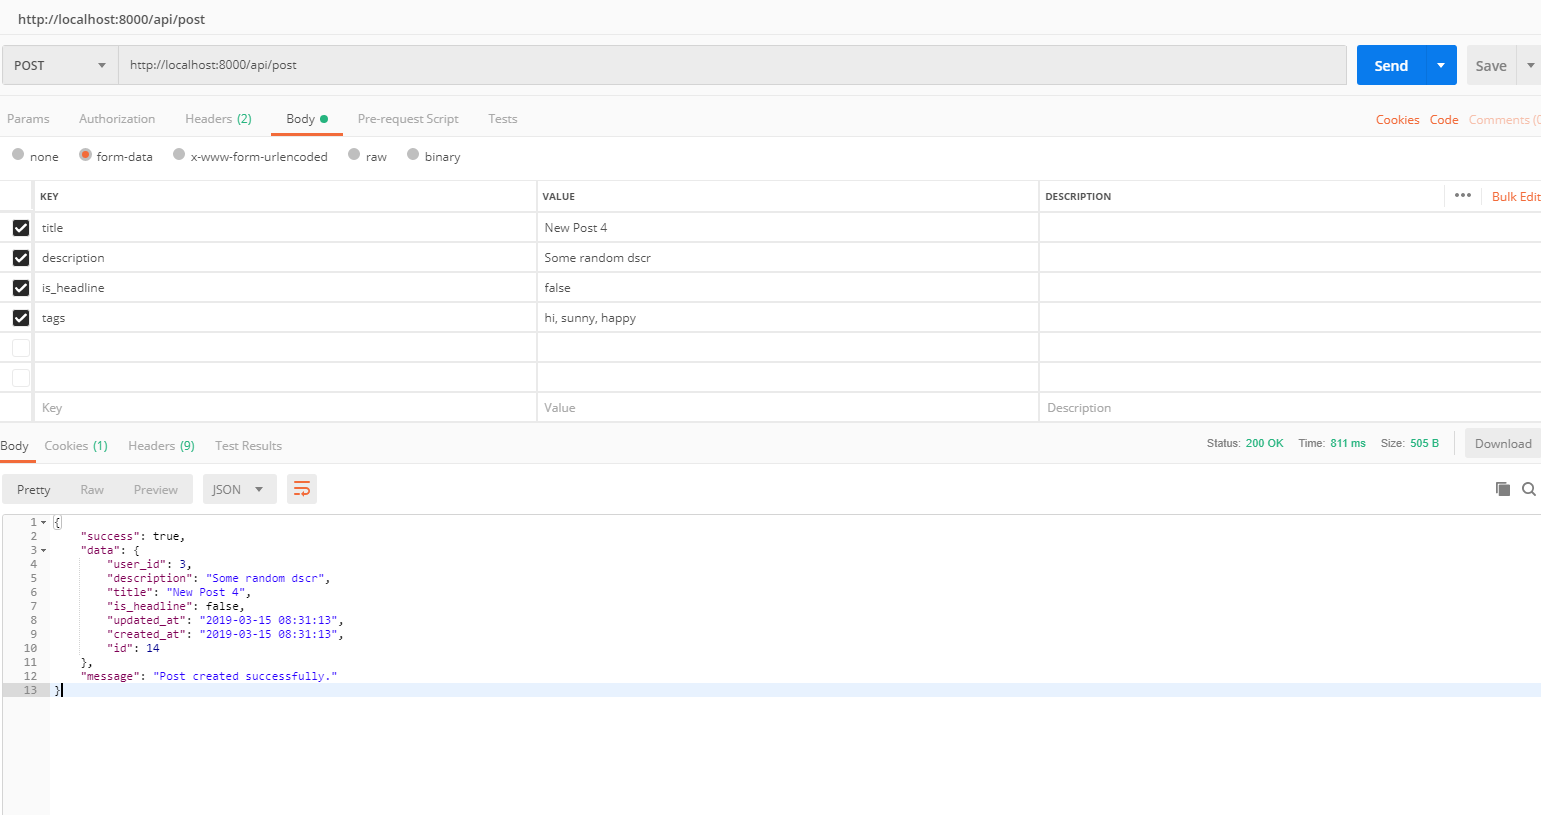 http://localhost:8000/api/post
POST http://localhost:8000/api/post Send Save
Params Authorization Headers (2) Body Pre-request Script Tests Cookies Code Comments (0
none form-data x-www-form-urlencoded raw binary
KEY VALUE DESCRIPTION ••• Bulk Edit
title New Post 4
description Some random dscr
is_headline false
tags hi, sunny, happy
Key Value Description
Body Cookies (1) Headers (9) Test Results Status: 200 OK Time: 811 ms Size: 505 B Download
Pretty Raw Preview JSON
1 {
2 "success": true,
3 "data": {
4 "user_id": 3,
5 "description": "Some random dscr",
6 "title": "New Post 4",
7 "is_headline": false,
8 "updated_at": "2019-03-15 08:31:13",
9 "created_at": "2019-03-15 08:31:13",
10 "id": 14
11 },
12 "message": "Post created successfully."
13 }